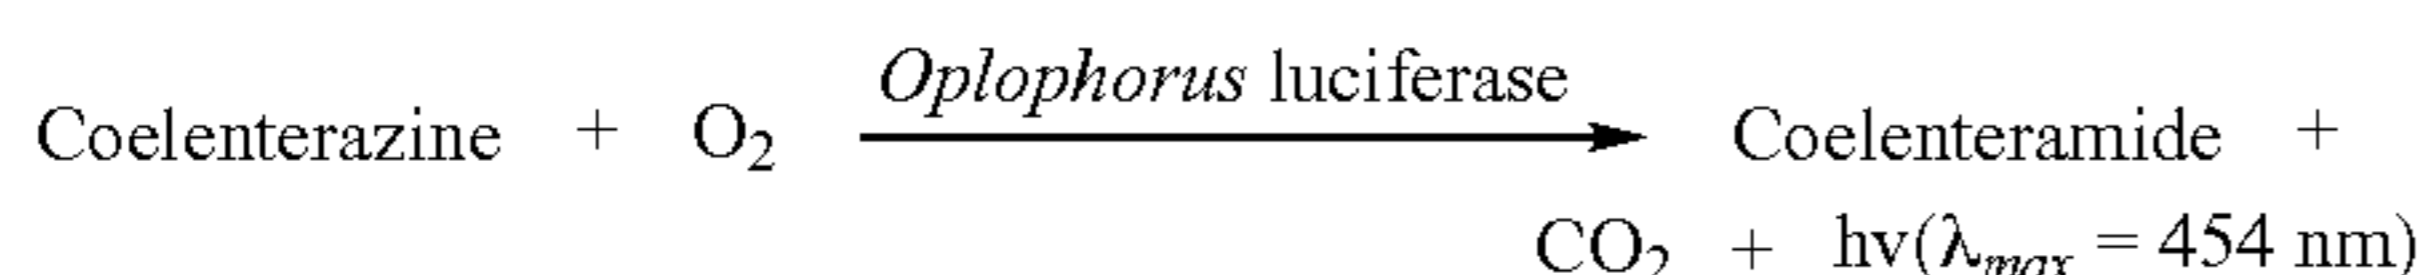 Oplophorus luciferase
Coelenterazine + O₂ Coelenteramide +
CO₂ + hv(λmax = 454 nm)